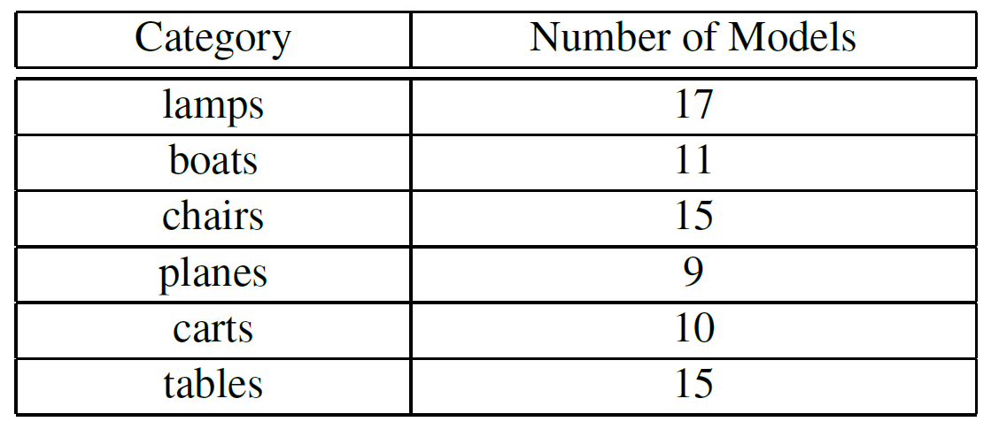 Category Number of Models
lamps 17
boats 11
chairs 15
planes 9
carts 10
tables 15